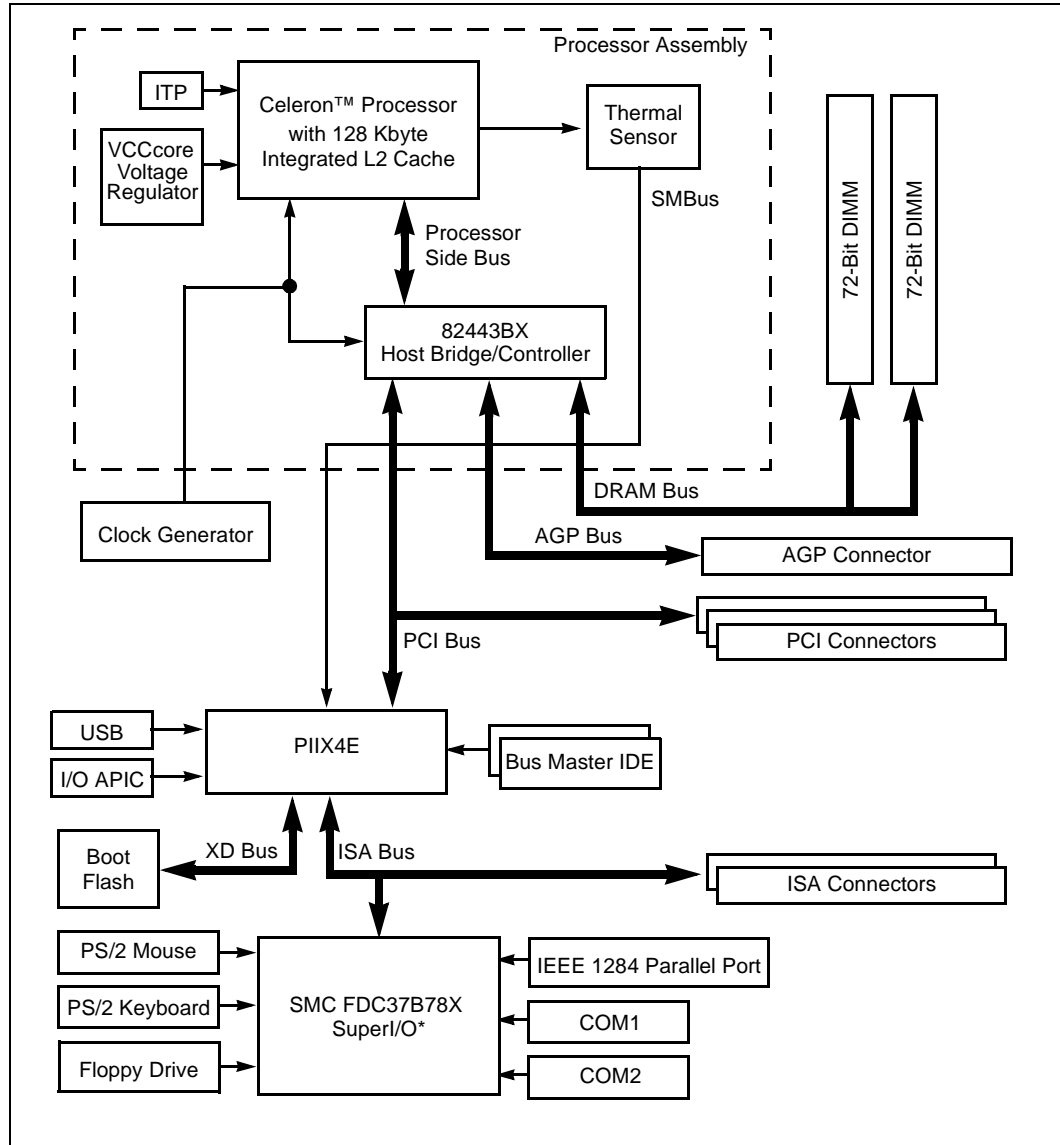 Processor Assembly
ITP
Celeron™ Processor
with 128 Kbyte
Integrated L2 Cache
Thermal
Sensor
VCCcore
Voltage
Regulator
SMBus
72-Bit DIMM
72-Bit DIMM
Processor
Side Bus
82443BX
Host Bridge/Controller
DRAM Bus
Clock Generator
AGP Bus
AGP Connector
PCI Bus
PCI Connectors
USB
PIIX4E
Bus Master IDE
I/O APIC
Boot
Flash
XD Bus
ISA Bus
ISA Connectors
PS/2 Mouse
IEEE 1284 Parallel Port
PS/2 Keyboard
SMC FDC37B78X
SuperI/O*
COM1
Floppy Drive
COM2